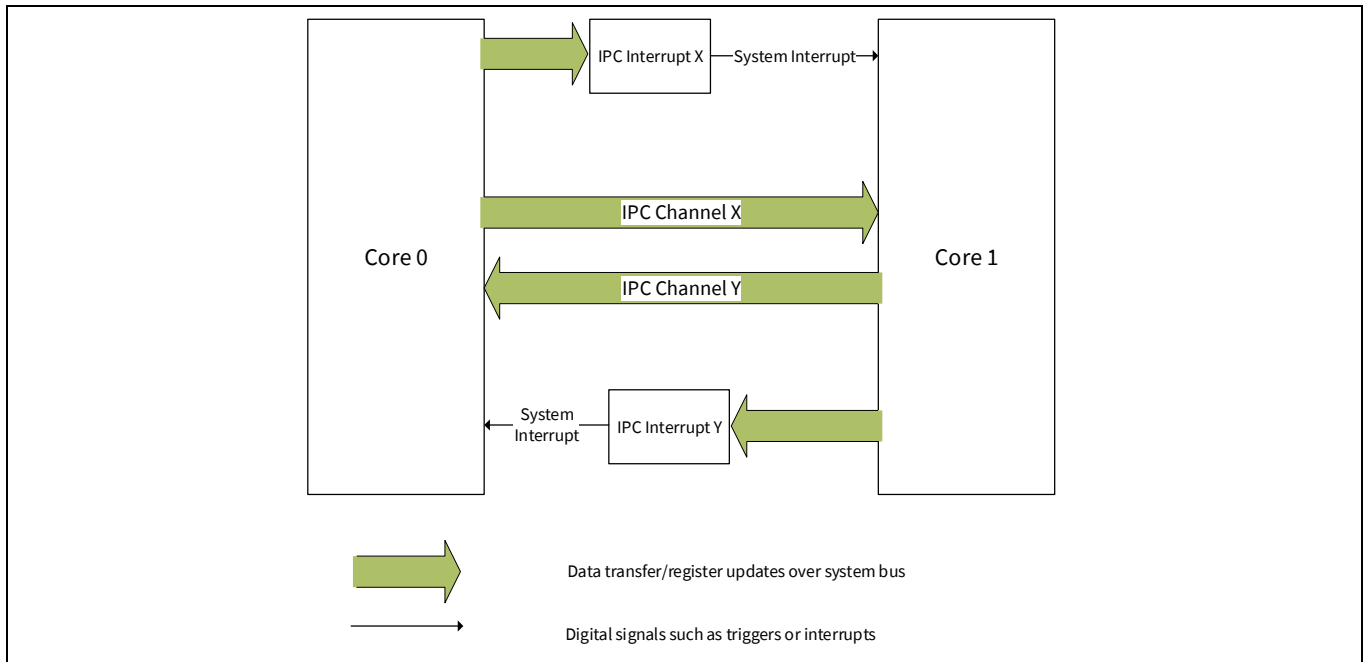 IPC Interrupt X
System Interrupt
IPC Channel X
Core 0
Core 1
IPC Channel Y
System
Interrupt
IPC Interrupt Y
Data transfer/register updates over system bus
Digital signals such as triggers or interrupts